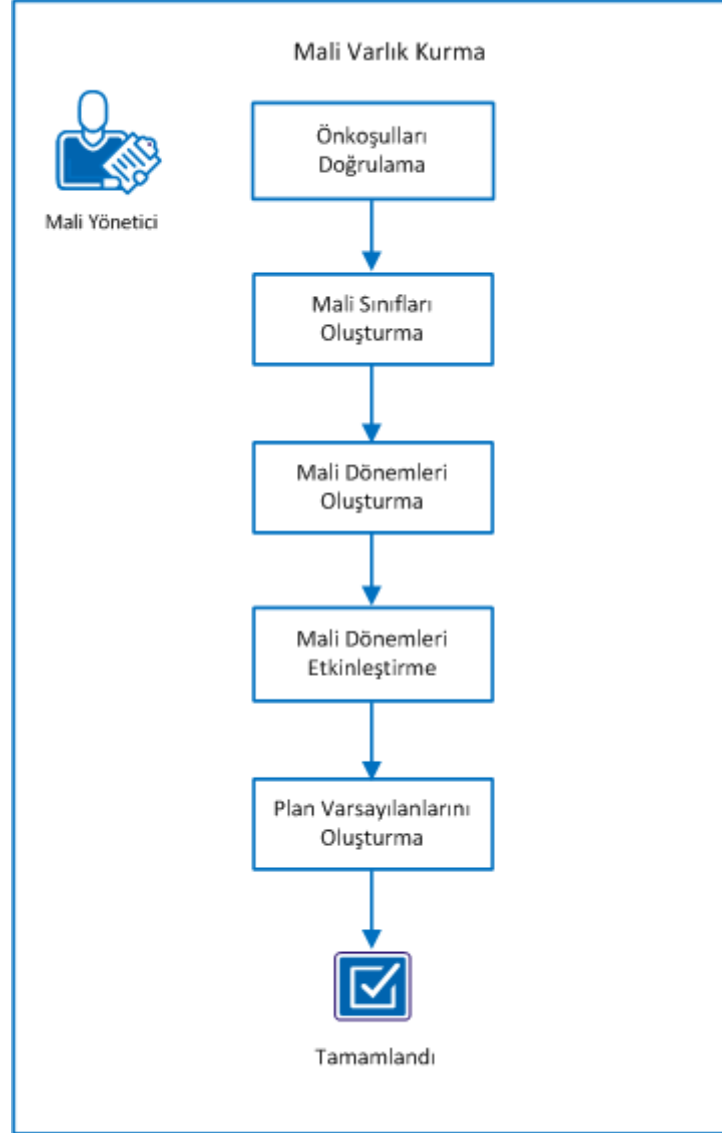 Mali Varlık Kurma
Mali Yönetici
Önkoşulları
Doğrulama
Mali Sınıfları
Oluşturma
Mali Dönemleri
Oluşturma
Mali Dönemleri
Etkinleştirme
Plan Varsayılanlarını
Oluşturma
Tamamlandı